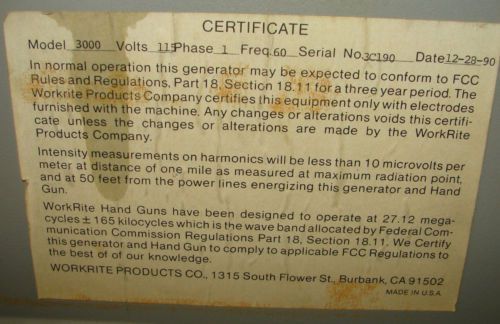 CERTIFICATE
Model 3000 Volts 115 Phase 1 Freq. 60 Serial No. 3C190 Date 12-28-90
In normal operation this generator may be expected to conform to FCC
Rules and Regulations, Part 18, Section 18.11 for a three year period. The
Workrite Products Company certifies this equipment only with electrodes
furnished with the machine. Any changes or alterations voids this certifi-
cate unless the changes or alterations are made by the WorkRite
Products Company.
Intensity measurements on harmonics will be less than 10 microvolts per
meter at distance of one mile as measured at maximum radiation point,
and at 50 feet from the power lines energizing this generator and Hand
Gun.
WorkRite Hand Guns have been designed to operate at 27.12 mega-
cycles ± 165 kilocycles which is the wave band allocated by Federal Com-
munication Commission Regulations Part 18, Section 18.11. We Certify
this generator and Hand Gun to comply to applicable FCC Regulations to
the best of of our knowledge.
WORKRITE PRODUCTS CO., 1315 South Flower St., Burbank, CA 91502
MADE IN U.S.A.